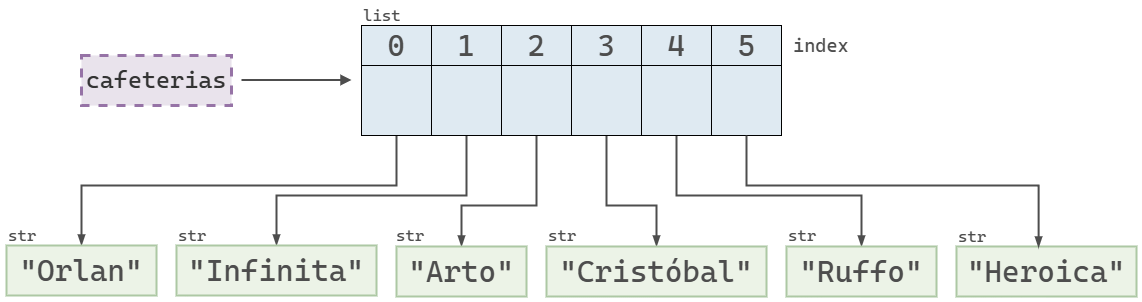 list
0 1 2 3 4 5 index
cafeterias
str str str str str str
"Orlan" "Infinita" "Arto" "Cristóbal" "Ruffo" "Heroica"